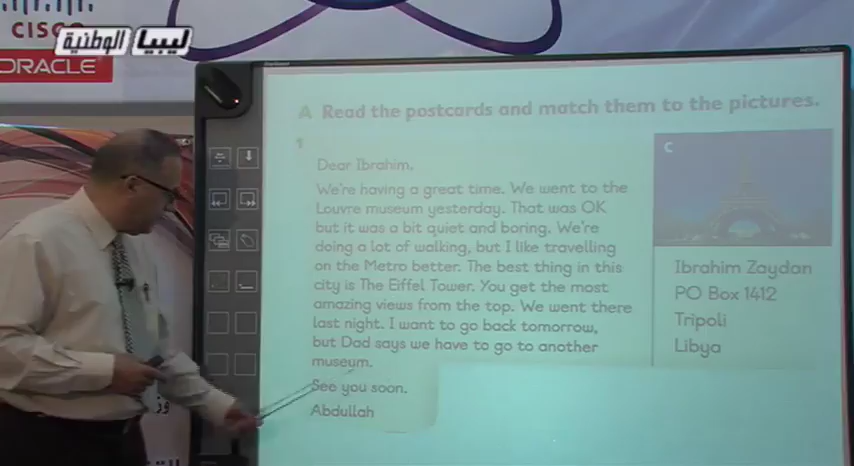 CISCO
ليبيا الوطنية
ORACLE
A Read the postcards and match them to the pictures.
1
Dear Ibrahim,
We're having a great time. We went to the
Louvre museum yesterday. That was OK
but it was a bit quiet and boring. We're
doing a lot of walking, but I like travelling
on the Metro better. The best thing in this
city is The Eiffel Tower. You get the most
amazing views from the top. We went there
last night. I want to go back tomorrow,
but Dad says we have to go to another
museum.
See you soon.
Abdullah
C
Ibrahim Zaydan
PO Box 1412
Tripoli
Libya